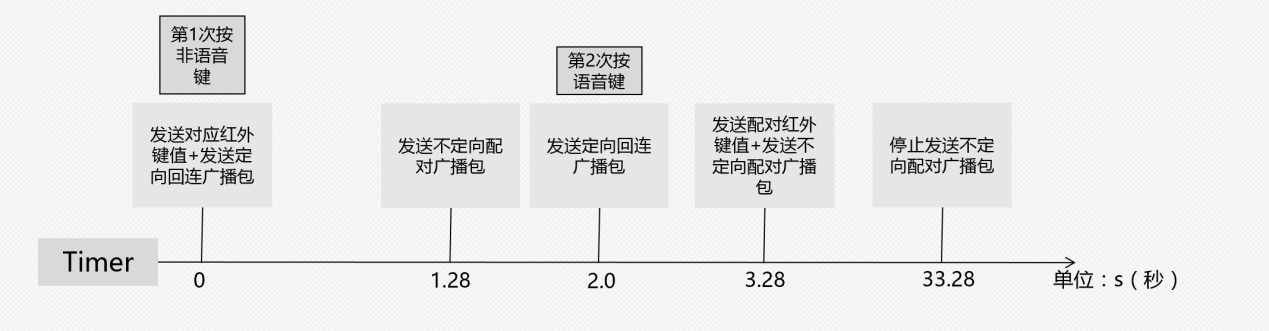 第1次按
非语音
键
第2次按
语音键
发送对应红外
键值+发送定
向回连广播包
发送不定向配
对广播包
发送定向回连
广播包
发送配对红外
键值+发送不
定向配对广播
包
停止发送不定
向配对广播包
Timer
0
1.28
2.0
3.28
33.28
单位：s（秒）